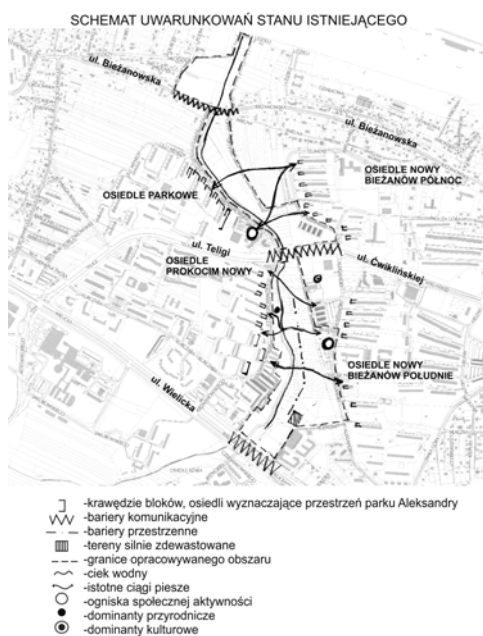 SCHEMAT UWARUNKOWAŃ STANU ISTNIEJĄCEGO
ul. Bieżanowska
ul. Bieżanowska
OSIEDLE NOWY
BIEŻANÓW PÓŁNOC
OSIEDLE PARKOWE
ul. Teligi
OSIEDLE
PROKOCIM NOWY
ul. Ćwiklińskiej
ul. Wielicka
OSIEDLE NOWY
BIEŻANÓW POŁUDNIE
-krawędzie bloków, osiedli wyznaczające przestrzeń parku Aleksandry
-bariery komunikacyjne
-bariery przestrzenne
-tereny silnie zdewastowane
-granice opracowywanego obszaru
-ciek wodny
-istotne ciągi piesze
-ogniska społecznej aktywności
-dominanty przyrodnicze
-dominanty kulturowe